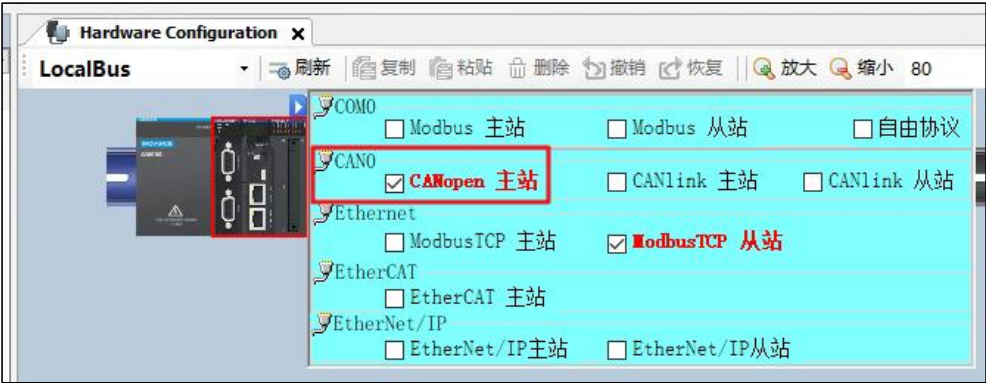 Hardware Configuration
LocalBus 刷新 复制 粘贴 删除 撤销 恢复 放大 缩小 80
COM0
Modbus 主站 Modbus 从站 自由协议
CAN0
CANopen 主站 CANlink 主站 CANlink 从站
Ethernet
ModbusTCP 主站 ModbusTCP 从站
EtherCAT
EtherCAT 主站
EtherNet/IP
EtherNet/IP主站 EtherNet/IP从站